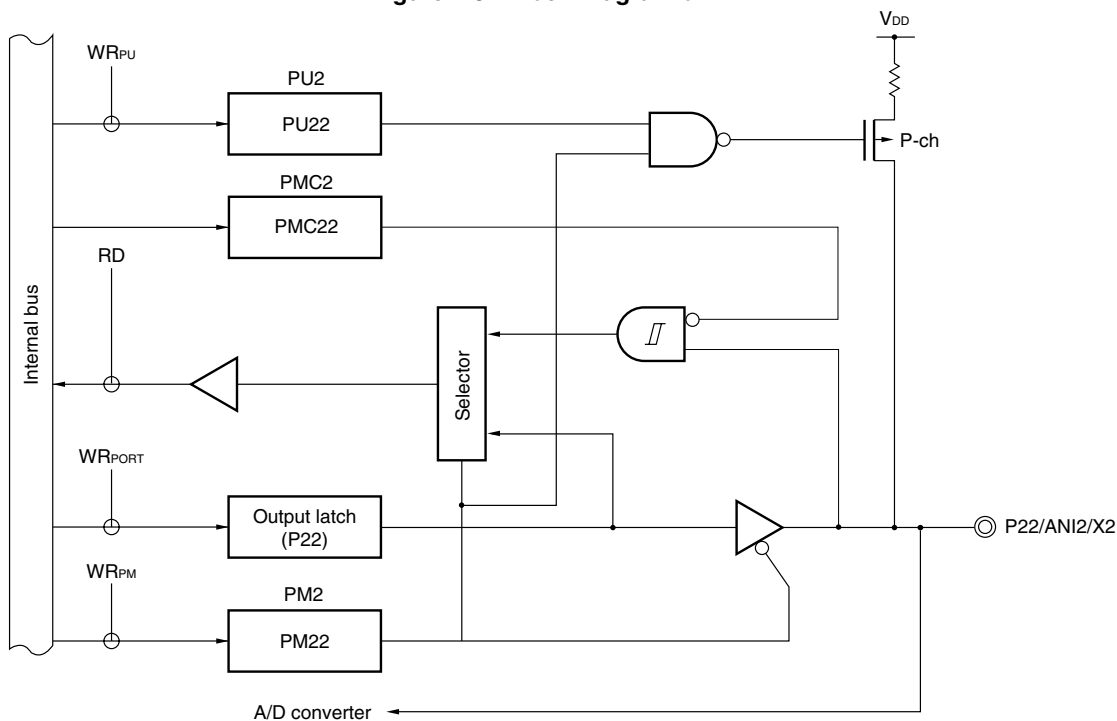 VDD
WRPU
PU2
PU22
P-ch
PMC2
PMC22
RD
Internal bus
Selector
WRPORT
Output latch
(P22)
P22/ANI2/X2
WRPM
PM2
PM22
A/D converter